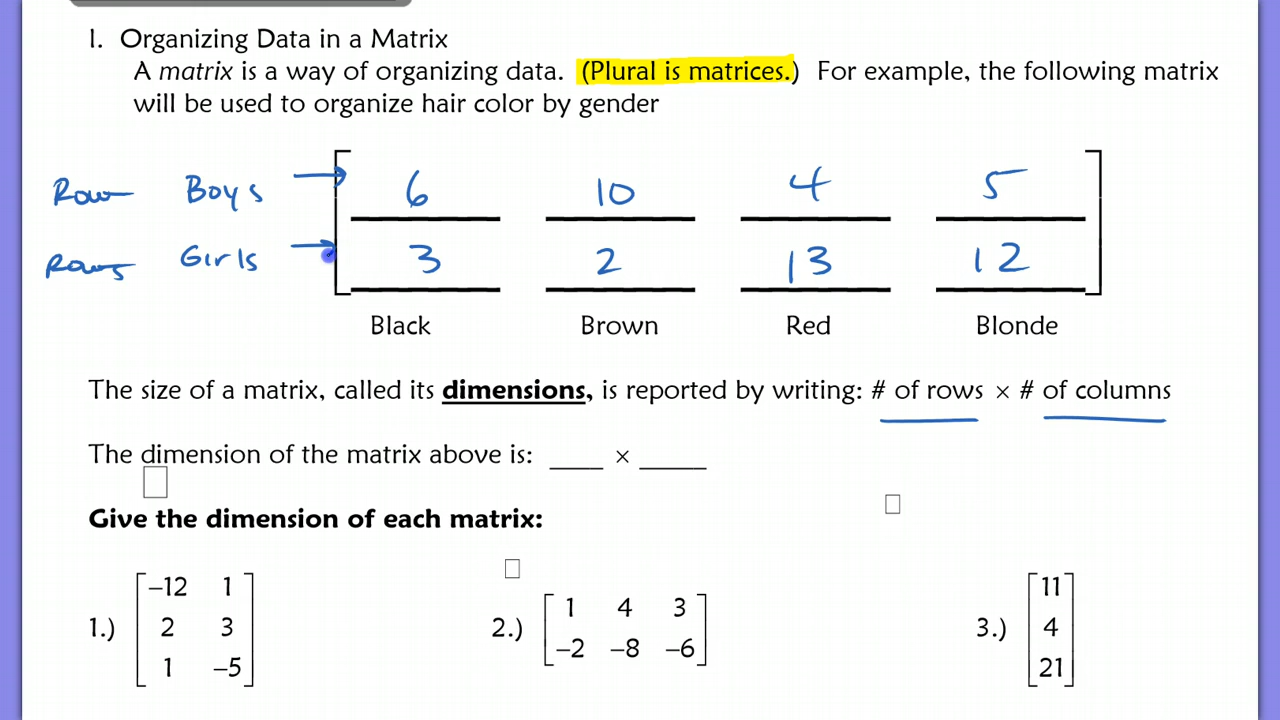 1. Organizing Data in a Matrix
A matrix is a way of organizing data. (Plural is matrices.) For example, the following matrix
will be used to organize hair color by gender
Row Boys → 6 10 4 5
Rows Girls → 3 2 13 12
Black Brown Red Blonde
The size of a matrix, called its dimensions, is reported by writing: # of rows × # of columns
The dimension of the matrix above is: ____ × ____
Give the dimension of each matrix:
1.) [−12 1
2 3
1 −5]
2.) [1 4 3
−2 −8 −6]
3.) [11
4
21]